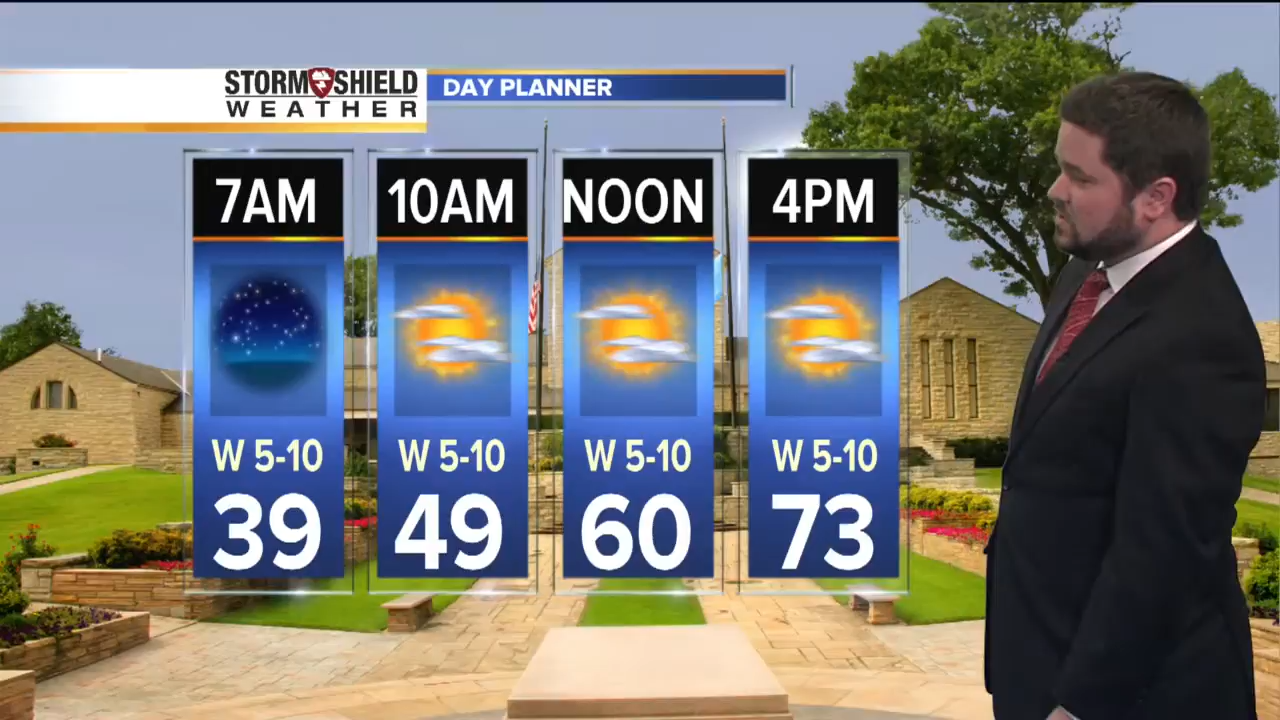 STORM SHIELD
WEATHER
DAY PLANNER
7AM
10AM
NOON
4PM
W 5-10
W 5-10
W 5-10
W 5-10
39
49
60
73